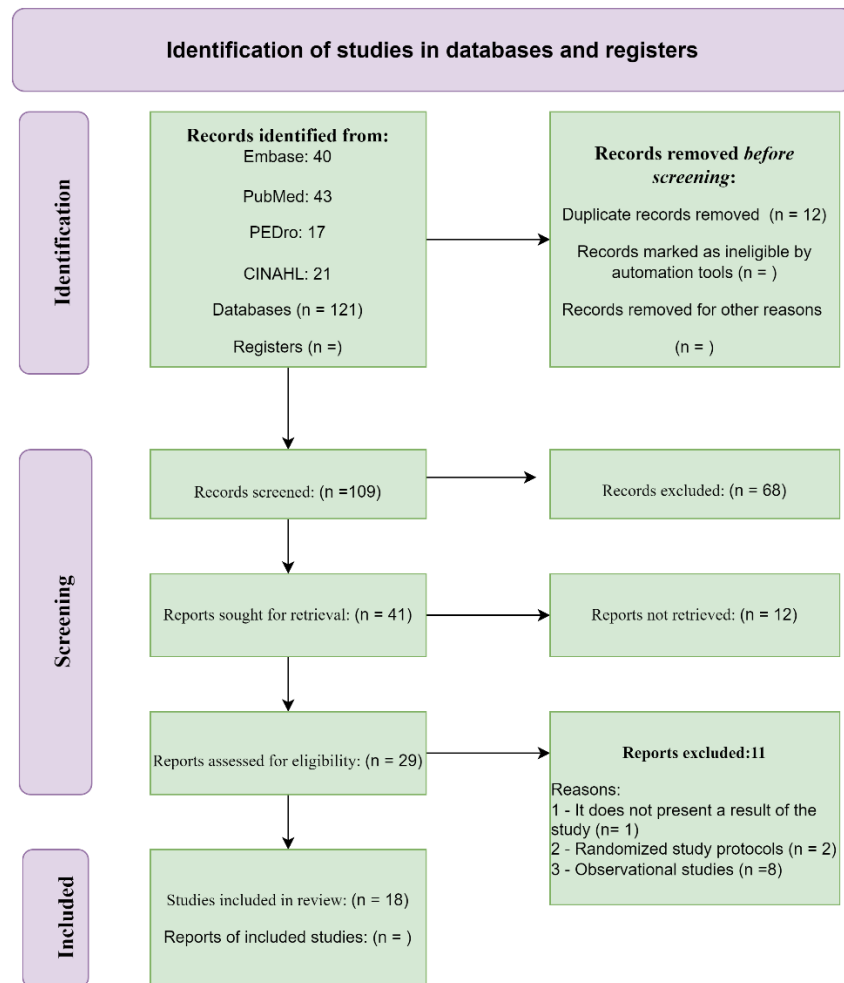 Identification of studies in databases and registers
Identification
Records identified from:
Embase: 40
PubMed: 43
PEDro: 17
CINAHL: 21
Databases (n = 121)
Registers (n =)
Records removed before
screening:
Duplicate records removed (n = 12)
Records marked as ineligible by
automation tools (n = )
Records removed for other reasons
(n = )
Screening
Records screened: (n =109)
Records excluded: (n = 68)
Reports sought for retrieval: (n = 41)
Reports not retrieved: (n = 12)
Reports assessed for eligibility: (n = 29)
Reports excluded:11
Reasons:
1 - It does not present a result of the
study (n= 1)
2 - Randomized study protocols (n = 2)
3 - Observational studies (n =8)
Included
Studies included in review: (n = 18)
Reports of included studies: (n = )